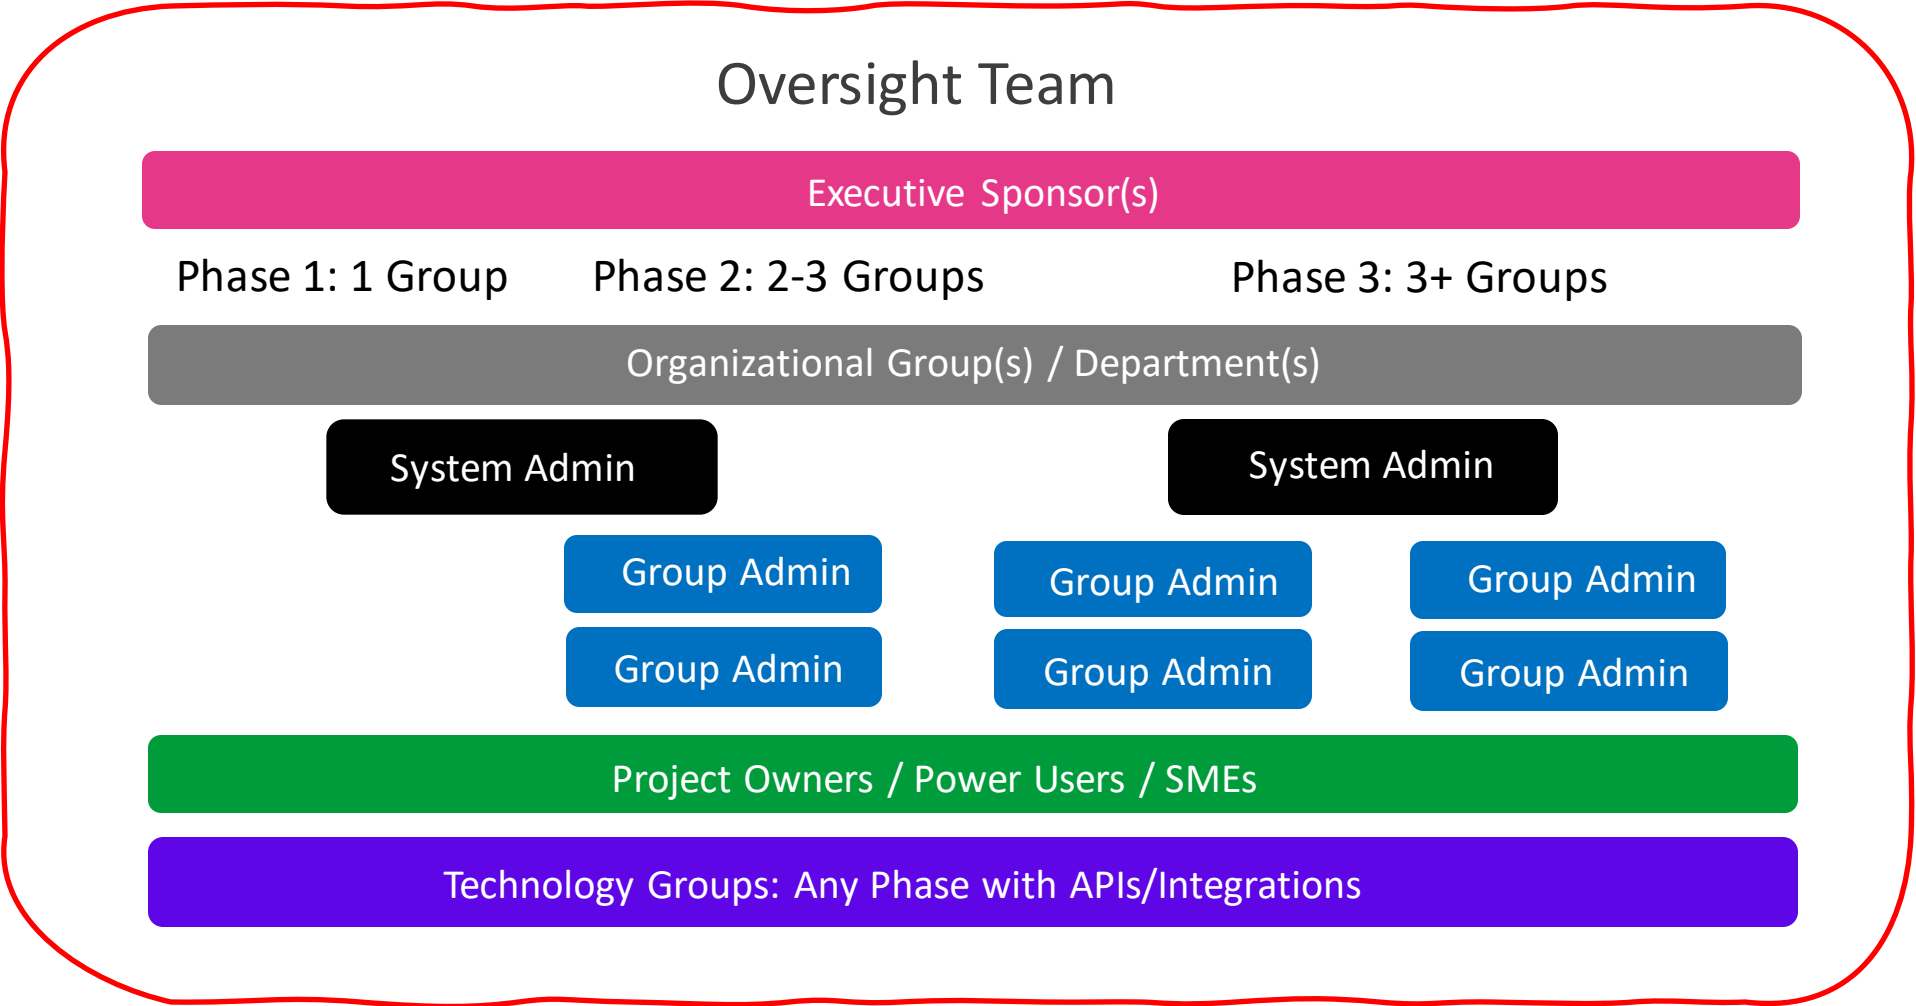 Oversight Team
Executive Sponsor(s)
Phase 1: 1 Group
Phase 2: 2-3 Groups
Phase 3: 3+ Groups
Organizational Group(s) / Department(s)
System Admin
System Admin
Group Admin
Group Admin
Group Admin
Group Admin
Group Admin
Group Admin
Project Owners / Power Users / SMEs
Technology Groups: Any Phase with APIs/Integrations